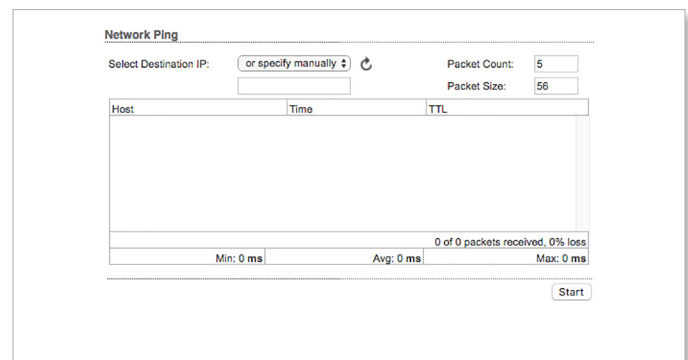 Network Ping
Select Destination IP: or specify manually Packet Count: 5
Packet Size: 56
Host Time TTL
0 of 0 packets received, 0% loss
Min: 0 ms Avg: 0 ms Max: 0 ms
Start